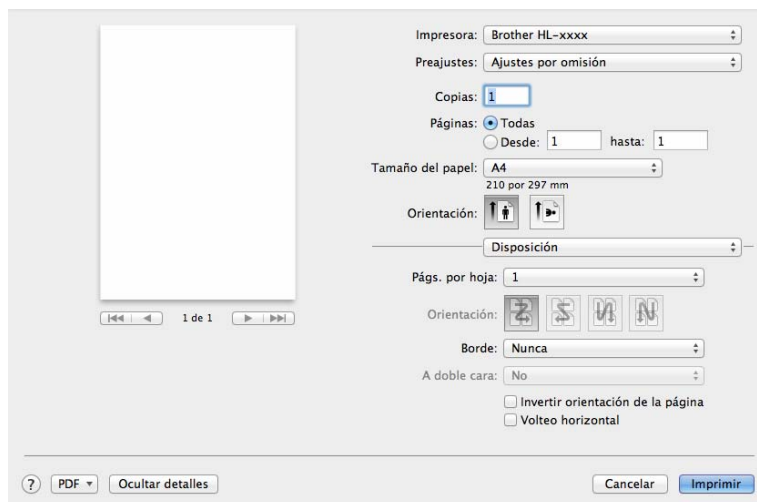 Impresora: Brother HL-xxxx
Preajustes: Ajustes por omisión
Copias: 1
Páginas: Todas
Desde: 1 hasta: 1
Tamaño del papel: A4
210 por 297 mm
Orientación:
Disposición
Págs. por hoja: 1
Orientación:
Borde: Nunca
A doble cara: No
Invertir orientación de la página
Volteo horizontal
1 de 1
? PDF Ocultar detalles Cancelar Imprimir